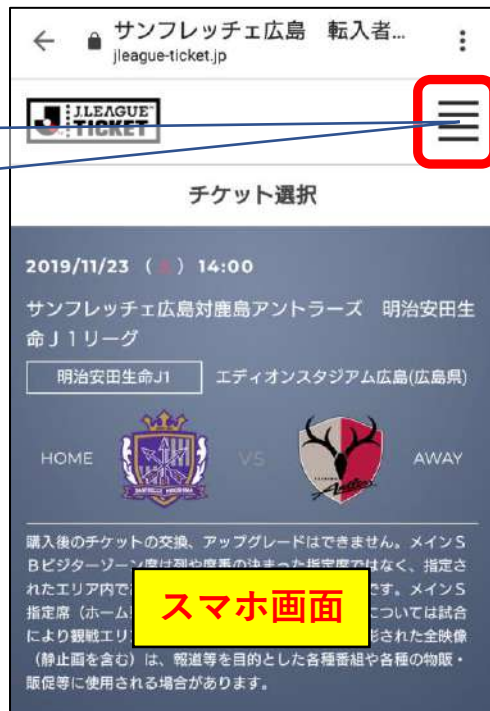 サンフレッチェ広島　転入者...
jleague-ticket.jp
J.LEAGUE™
TICKET
チケット選択
2019/11/23 （土）14:00
サンフレッチェ広島対鹿島アントラーズ　明治安田生
命Ｊ１リーグ
明治安田生命J1
エディオンスタジアム広島(広島県)
HOME
VS
AWAY
Antlers
購入後のチケットの交換、アップグレードはできません。メインＳ
Ｂビジターゾーン席は列や席番の決まった指定席ではなく、指定さ
れたエリア内で
です。メインＳ
指定席（ホーム
については試合
により観戦エリ
された全映像
（静止画を含む）は、報道等を目的とした各種番組や各種の物販・
販促等に使用される場合があります。
スマホ画面